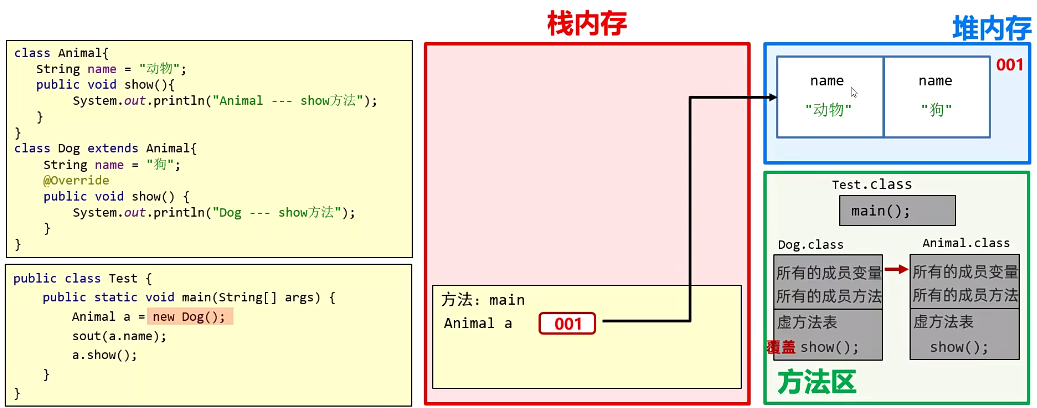 栈内存
堆内存
class Animal{
String name = "动物";
public void show(){
System.out.println("Animal --- show方法");
}
}
class Dog extends Animal{
String name = "狗";
@Override
public void show() {
System.out.println("Dog --- show方法");
}
}
public class Test {
public static void main(String[] args) {
Animal a = new Dog();
sout(a.name);
a.show();
}
}
方法: main
Animal a 001
001
name name
"动物" "狗"
Test.class
main();
Dog.class Animal.class
所有的成员变量 所有的成员变量
所有的成员方法 所有的成员方法
虚方法表 虚方法表
覆盖 show(); show();
方法区